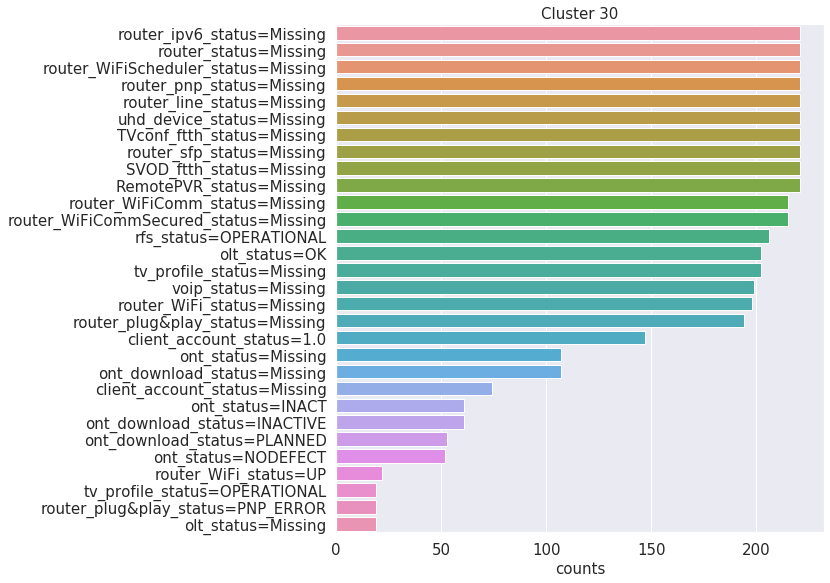 Cluster 30
router_ipv6_status=Missing
router_status=Missing
router_WiFiScheduler_status=Missing
router_pnp_status=Missing
router_line_status=Missing
uhd_device_status=Missing
TVconf_ftth_status=Missing
router_sfp_status=Missing
SVOD_ftth_status=Missing
RemotePVR_status=Missing
router_WiFiComm_status=Missing
router_WiFiCommSecured_status=Missing
rfs_status=OPERATIONAL
olt_status=OK
tv_profile_status=Missing
voip_status=Missing
router_WiFi_status=Missing
router_plug&play_status=Missing
client_account_status=1.0
ont_status=Missing
ont_download_status=Missing
client_account_status=Missing
ont_status=INACT
ont_download_status=INACTIVE
ont_download_status=PLANNED
ont_status=NODEFECT
router_WiFi_status=UP
tv_profile_status=OPERATIONAL
router_plug&play_status=PNP_ERROR
olt_status=Missing
0 50 100 150 200
counts